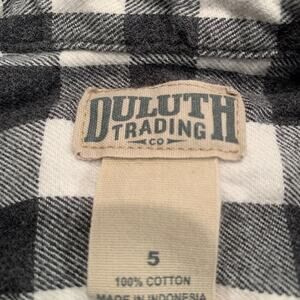 DULUTH
TRADING
CO
5
100% COTTON
MADE IN INDONESIA